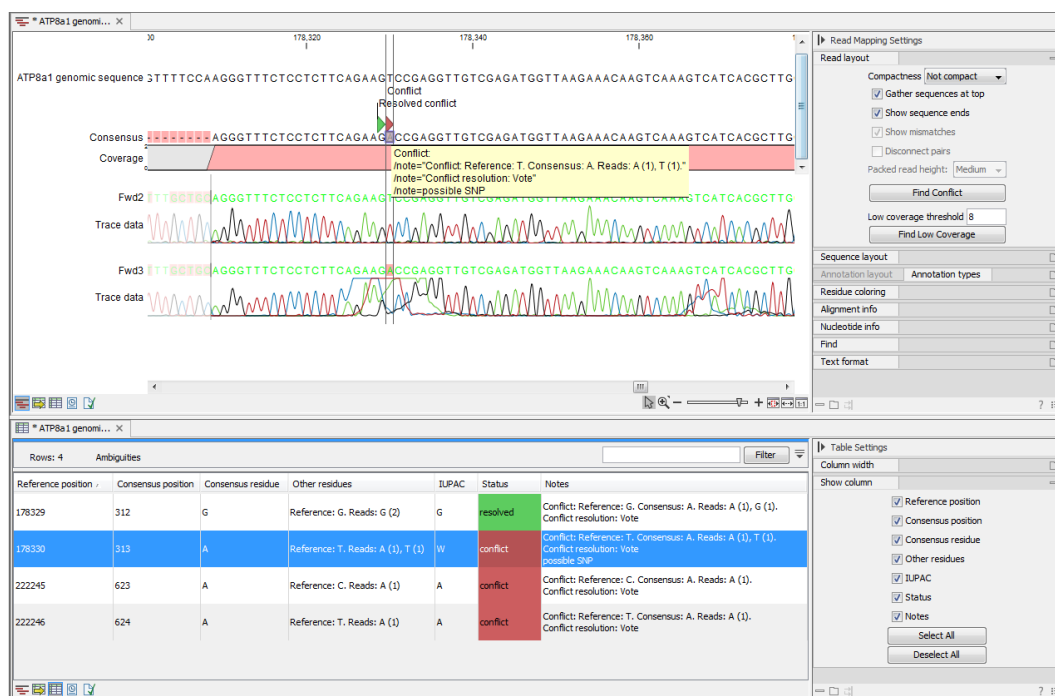 * ATP8a1 genomi...
178,320
178,340
178,360
ATP8a1 genomic sequence
GTTTTCCAAGGGTTTCTCCTCTTCAGAAGTCCGAGGTTGTCGAGATGGTTAAGAAACAAGTCAAAGTCATCACGCTTG
Conflict
Resolved conflict
Consensus
AGGGTTTCTCCTCTTCAGAAG
CCGAGGTTGTCGAGATGGTTAAGAAACAAGTCAAAGTCATCACGCTTG
Coverage
Conflict:
/note="Conflict: Reference: T. Consensus: A. Reads: A (1), T (1)."
/note="Conflict resolution: Vote"
/note=possible SNP
Fwd2
Trace data
Fwd3
AGGGTTTCTCCTCTTCAGAAGACCGAGGTTGTCGAGATGGTTAAGAAACAAGTCAAAGTCATCACGCTTG
Trace data
Read Mapping Settings
Read layout
Compactness Not compact
Gather sequences at top
Show sequence ends
Show mismatches
Disconnect pairs
Packed read height: Medium
Find Conflict
Low coverage threshold 8
Find Low Coverage
Sequence layout
Annotation layout Annotation types
Residue coloring
Alignment info
Nucleotide info
Find
Text format
* ATP8a1 genomi...
Rows: 4 Ambiguities Filter
Reference position Consensus position Consensus residue Other residues IUPAC Status Notes
178329 312 G Reference: G. Reads: G (2) G resolved Conflict: Reference: G. Consensus: A. Reads: A (1), G (1).
Conflict resolution: Vote
178330 313 A Reference: T. Reads: A (1), T (1) W conflict Conflict: Reference: T. Consensus: A. Reads: A (1), T (1).
Conflict resolution: Vote
possible SNP
222245 623 A Reference: C. Reads: A (1) A conflict Conflict: Reference: C. Consensus: A. Reads: A (1).
Conflict resolution: Vote
222246 624 A Reference: T. Reads: A (1) A conflict Conflict: Reference: T. Consensus: A. Reads: A (1).
Conflict resolution: Vote
Table Settings
Column width
Show column
Reference position
Consensus position
Consensus residue
Other residues
IUPAC
Status
Notes
Select All
Deselect All